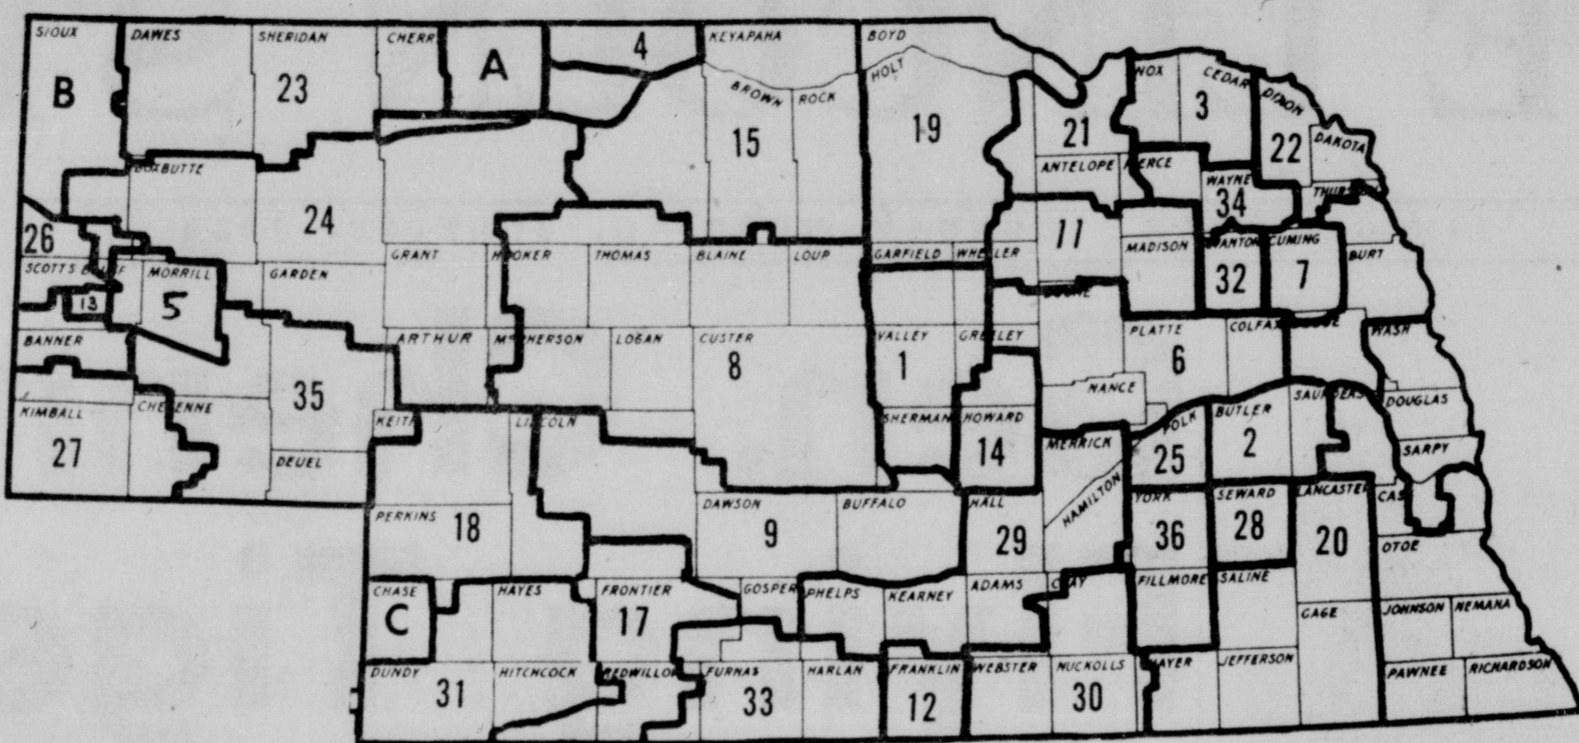 SIOUX DAWES SHERIDAN CHERR KEYAPAHA BOYD
B 23 A 4
HOLT NOX CEDAR DIXON
BROWN ROCK 15 19 21 3 22 DAKOTA
BOXBUTTE ANTELOPE PIERCE WAYNE
24 34
26 11 MADISON STANTON CUMING
GRANT HOOKER THOMAS BLAINE LOUP GARFIELD WHEELER BURT
SCOTTS BLUFF MORRILL GARDEN 32 7
13 5 BOONE
BANNER ARTHUR McPHERSON LOGAN CUSTER VALLEY GREELEY PLATTE COLFAX WASH
8 1 6
35 NANCE
KIMBALL CHEYENNE KEITH LINCOLN SHERMAN HOWARD POLK BUTLER SAUNDERS DOUGLAS
27 14 MERRICK 25 2 SARPY
DEUEL HAMILTON
PERKINS 18 DAWSON BUFFALO HALL YORK SEWARD LANCASTER CAS
9 29 36 28 20 OTOE
CHASE HAYES FRONTIER GOSPER PHELPS KEARNEY ADAMS CLAY FILLMORE SALINE
C 17 GAGE JOHNSON NEMAHA
DUNDY HITCHCOCK REDWILLOW FURNAS HARLAN FRANKLIN WEBSTER NUCKOLLS HAYER JEFFERSON PAWNEE RICHARDSON
31 33 12 30